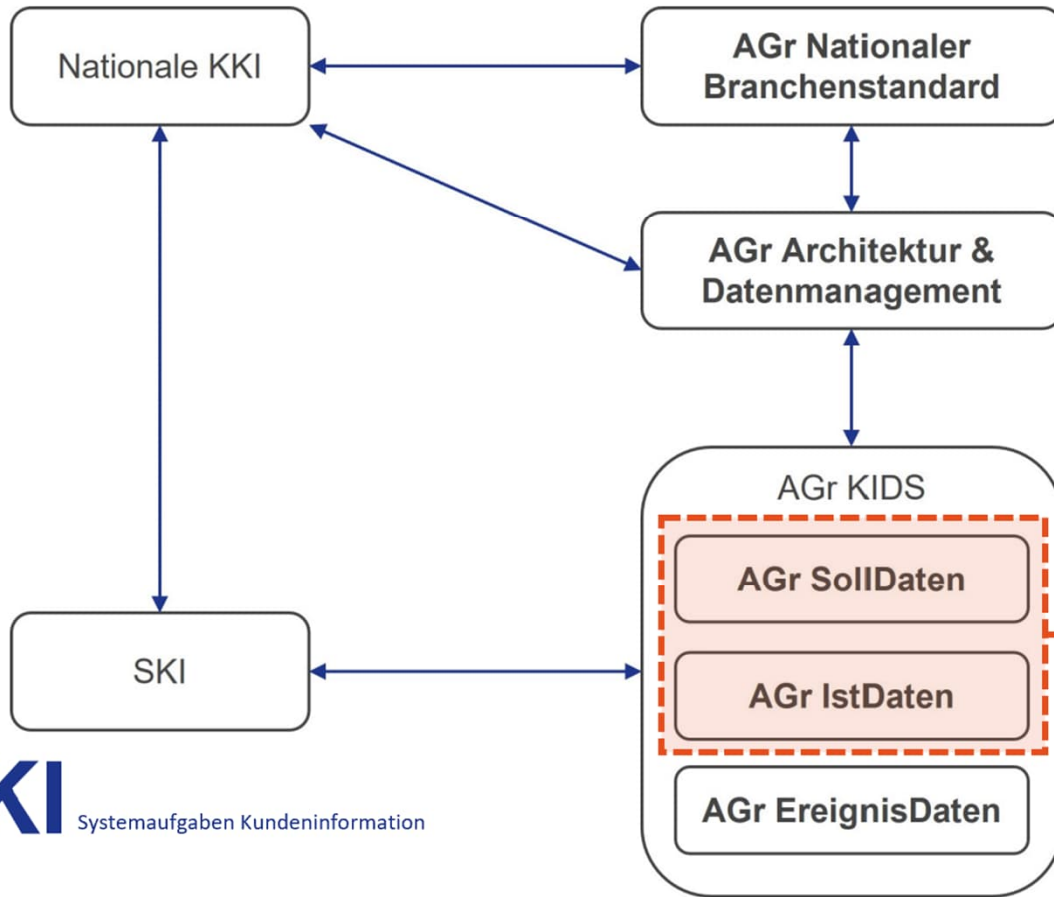 Nationale KKI
AGr Nationaler
Branchenstandard
AGr Architektur &
Datenmanagement
AGr KIDS
AGr SollDaten
SKI
AGr IstDaten
AGr EreignisDaten
KI Systemaufgaben Kundeninformation